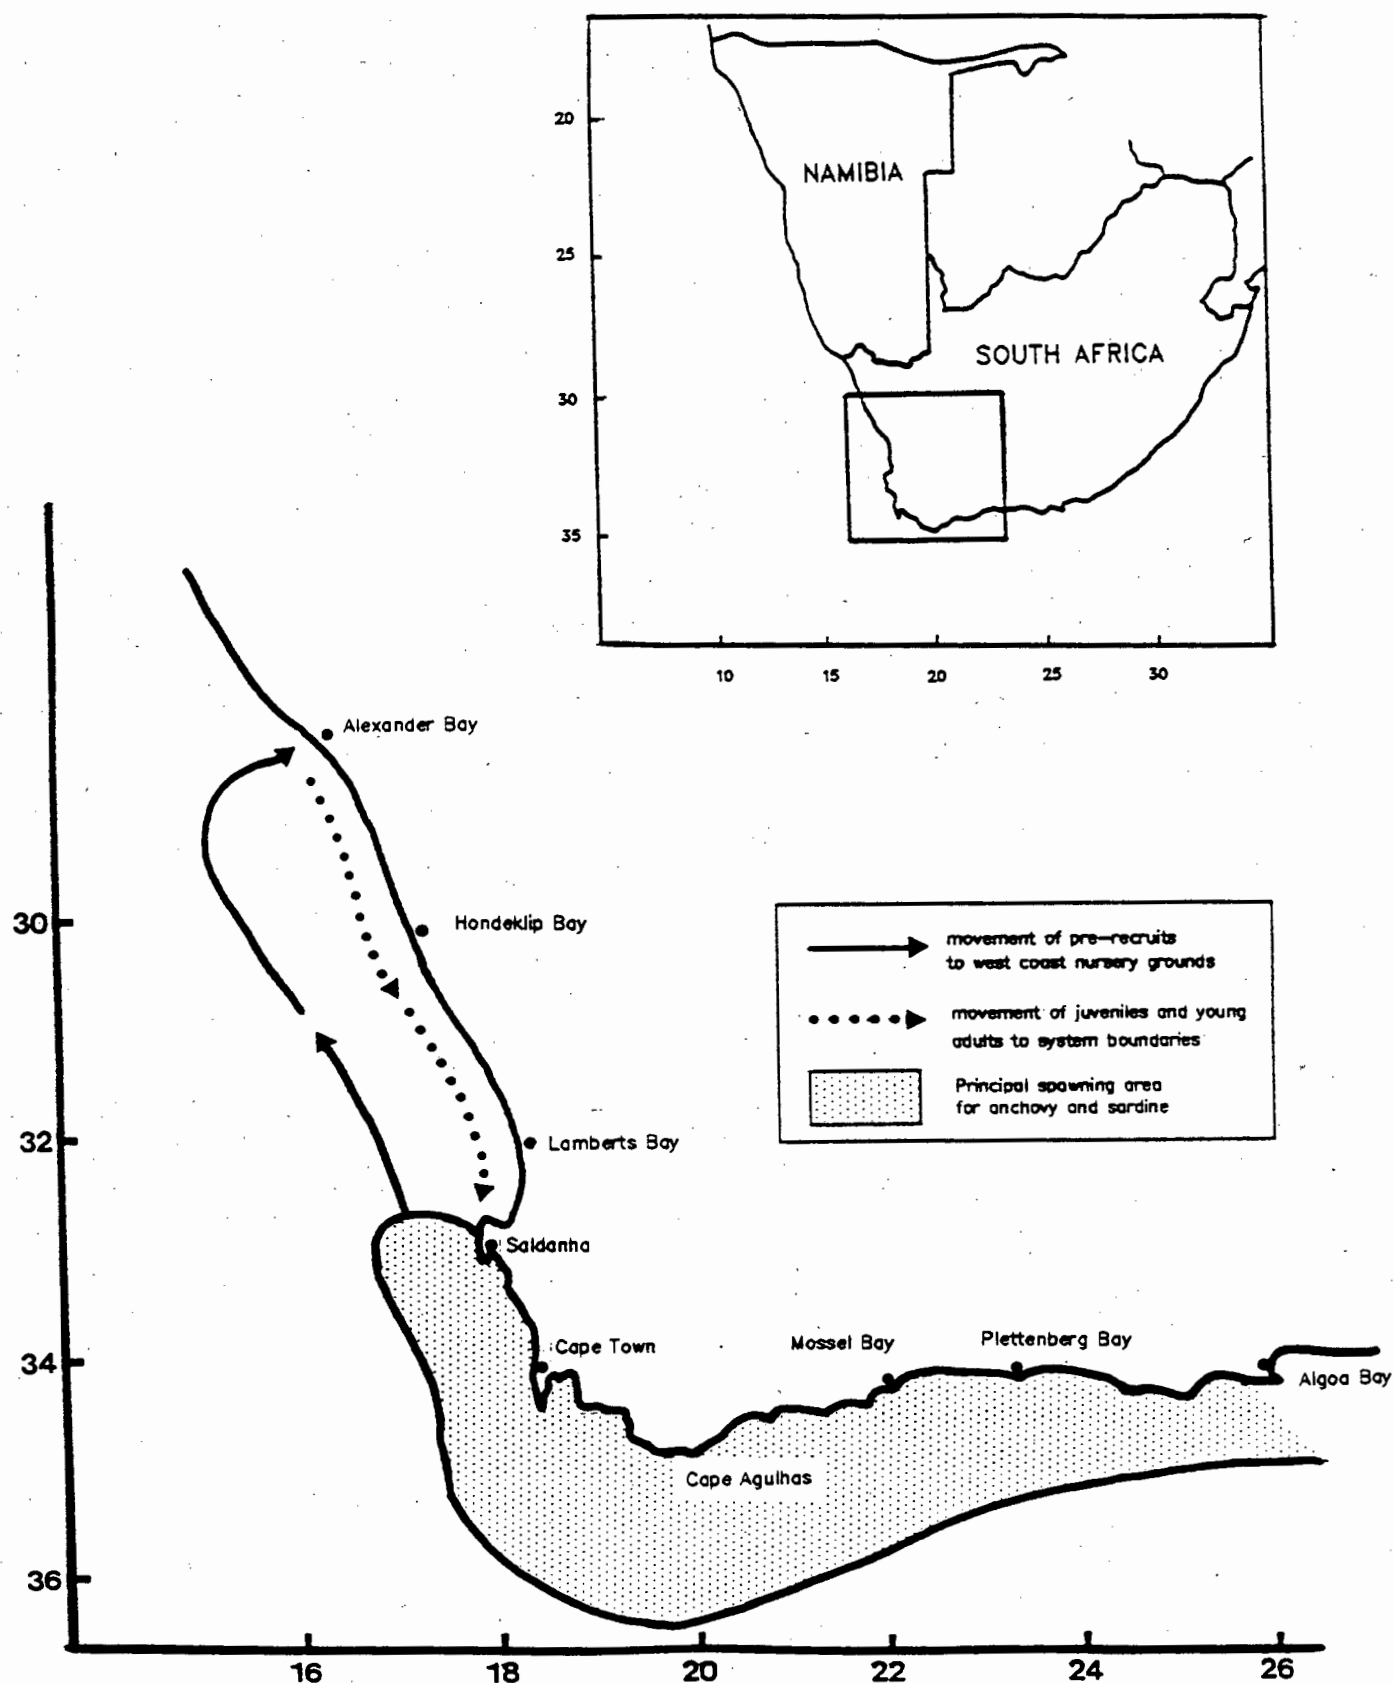 20
NAMIBIA
25
SOUTH AFRICA
30
35
10 15 20 25 30
Alexander Bay
30
Hondeklip Bay
movement of pre-recruits
to west coast nursery grounds
movement of juveniles and young
adults to system boundaries
Principal spawning area
for anchovy and sardine
32
Lamberts Bay
Saldanha
34
Cape Town
Mossel Bay
Plettenberg Bay
Algoa Bay
Cape Agulhas
36
16 18 20 22 24 26